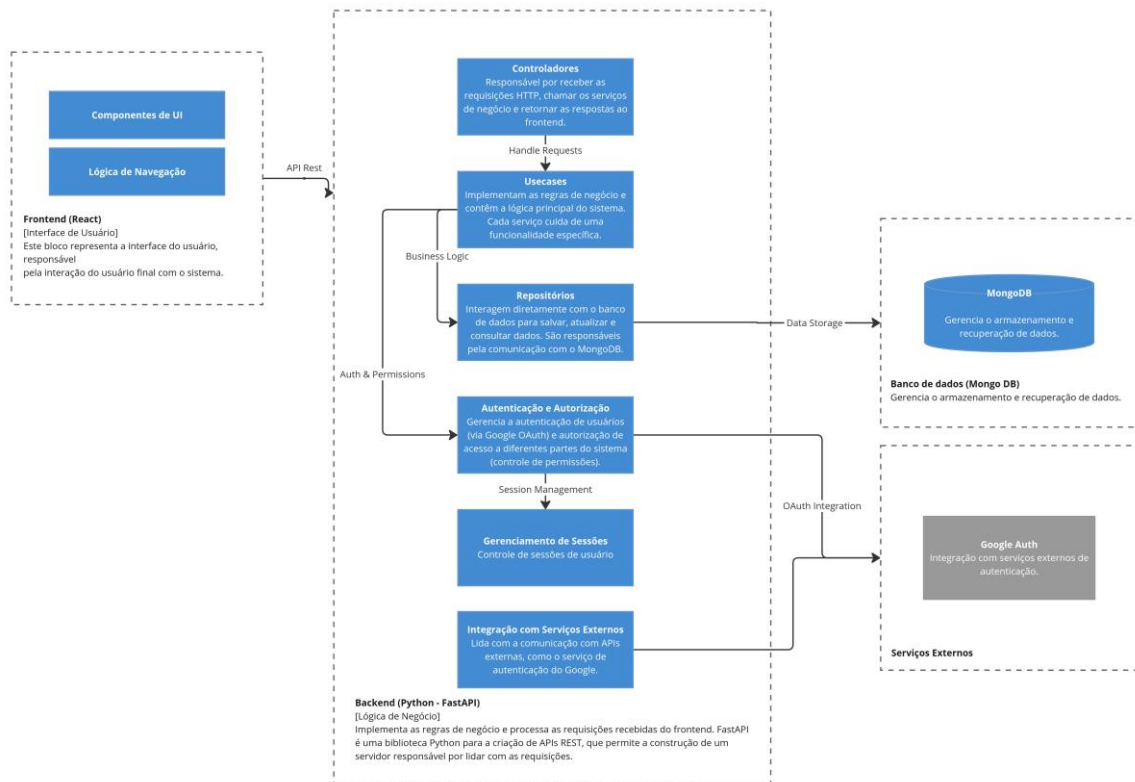 Componentes de UI
Lógica de Navegação
Frontend (React)
[Interface de Usuário]
Este bloco representa a interface do usuário,
responsável
pela interação do usuário final com o sistema.
API Rest
Controladores
Responsável por receber as
requisições HTTP, chamar os serviços
de negócio e retornar as respostas ao
frontend.
Handle Requests
Usecases
Implementam as regras de negócio e
contêm a lógica principal do sistema.
Cada serviço cuida de uma
funcionalidade específica.
Business Logic
Repositórios
Interagem diretamente com o banco
de dados para salvar, atualizar e
consultar dados. São responsáveis
pela comunicação com o MongoDB.
Auth & Permissions
Autenticação e Autorização
Gerencia a autenticação de usuários
(via Google OAuth) e autorização de
acesso a diferentes partes do sistema
(controle de permissões).
Session Management
Gerenciamento de Sessões
Controle de sessões de usuário
Integração com Serviços Externos
Lida com a comunicação com APIs
externas, como o serviço de
autenticação do Google.
Backend (Python - FastAPI)
[Lógica de Negócio]
Implementa as regras de negócio e processa as requisições recebidas do frontend. FastAPI
é uma biblioteca Python para a criação de APIs REST, que permite a construção de um
servidor responsável por lidar com as requisições.
Data Storage
MongoDB
Gerencia o armazenamento e
recuperação de dados.
Banco de dados (Mongo DB)
Gerencia o armazenamento e recuperação de dados.
OAuth Integration
Google Auth
Integração com serviços externos de
autenticação.
Serviços Externos